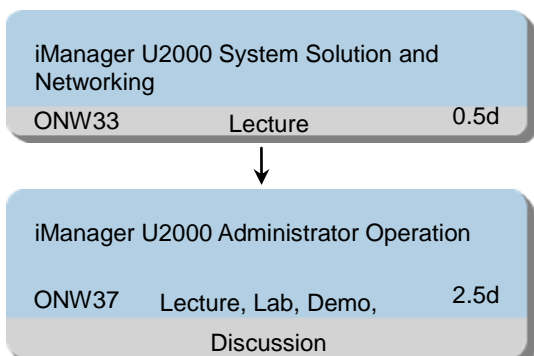 iManager U2000 System Solution and
Networking
ONW33 Lecture 0.5d
iManager U2000 Administrator Operation
ONW37 Lecture, Lab, Demo, 2.5d
Discussion